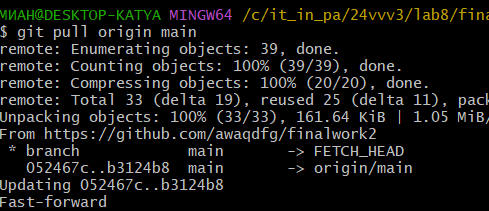 МИАН@DESKTOP-KATYA MINGW64 /c/it_in_pa/24vvv3/lab8/fina
$ git pull origin main
remote: Enumerating objects: 39, done.
remote: Counting objects: 100% (39/39), done.
remote: Compressing objects: 100% (20/20), done.
remote: Total 33 (delta 19), reused 25 (delta 11), pack
Unpacking objects: 100% (33/33), 161.64 KiB | 1.05 MiB/
From https://github.com/awaqdfg/finalwork2
 * branch            main       -> FETCH_HEAD
   052467c..b3124b8  main       -> origin/main
Updating 052467c..b3124b8
Fast-forward